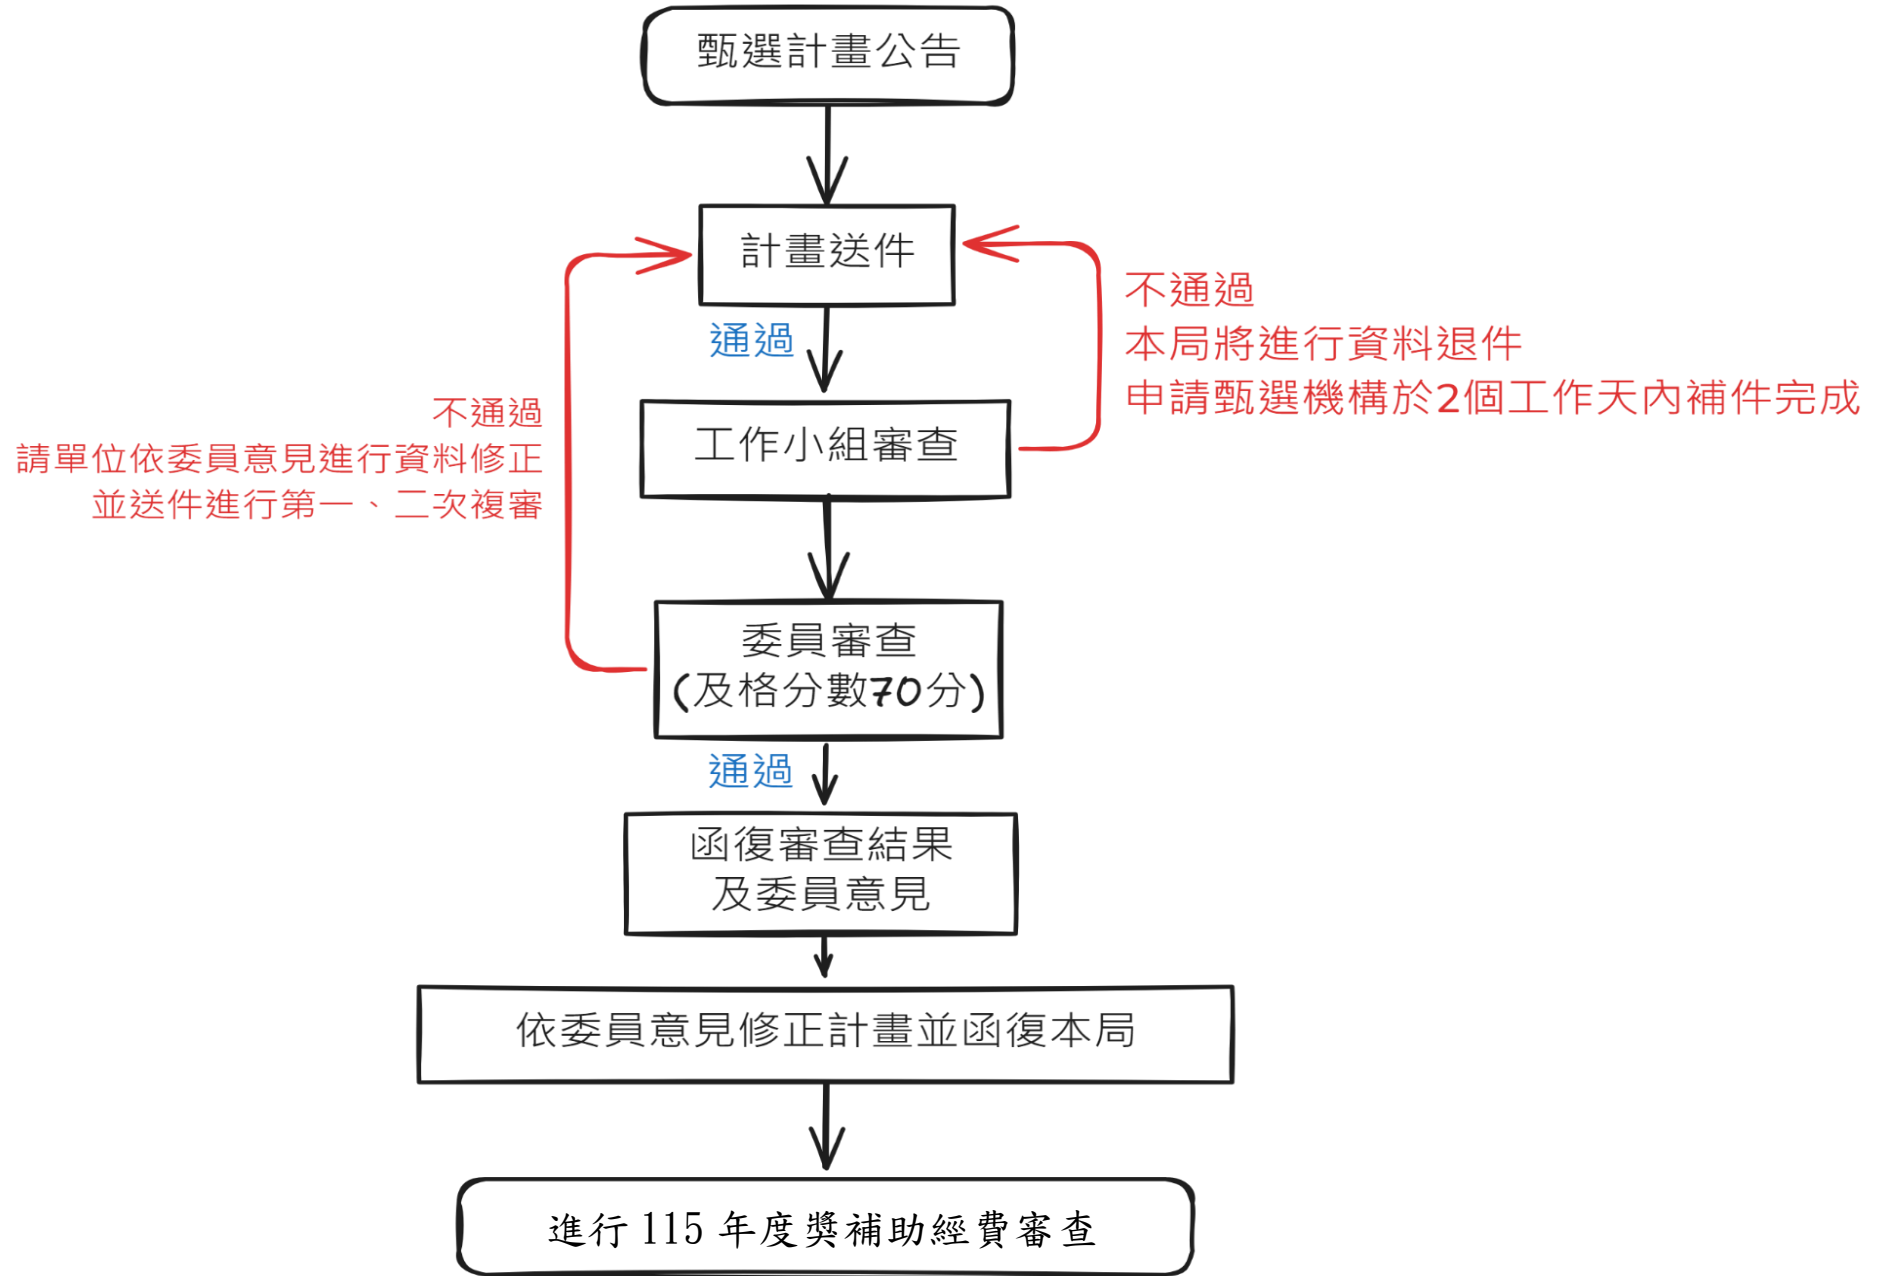 甄選計畫公告
計畫送件
通過
不通過
本局將進行資料退件
申請甄選機構於2個工作天內補件完成
工作小組審查
不通過
請單位依委員意見進行資料修正
並送件進行第一、二次複審
委員審查
(及格分數70分)
通過
函復審查結果
及委員意見
依委員意見修正計畫並函復本局
進行 115 年度獎補助經費審查